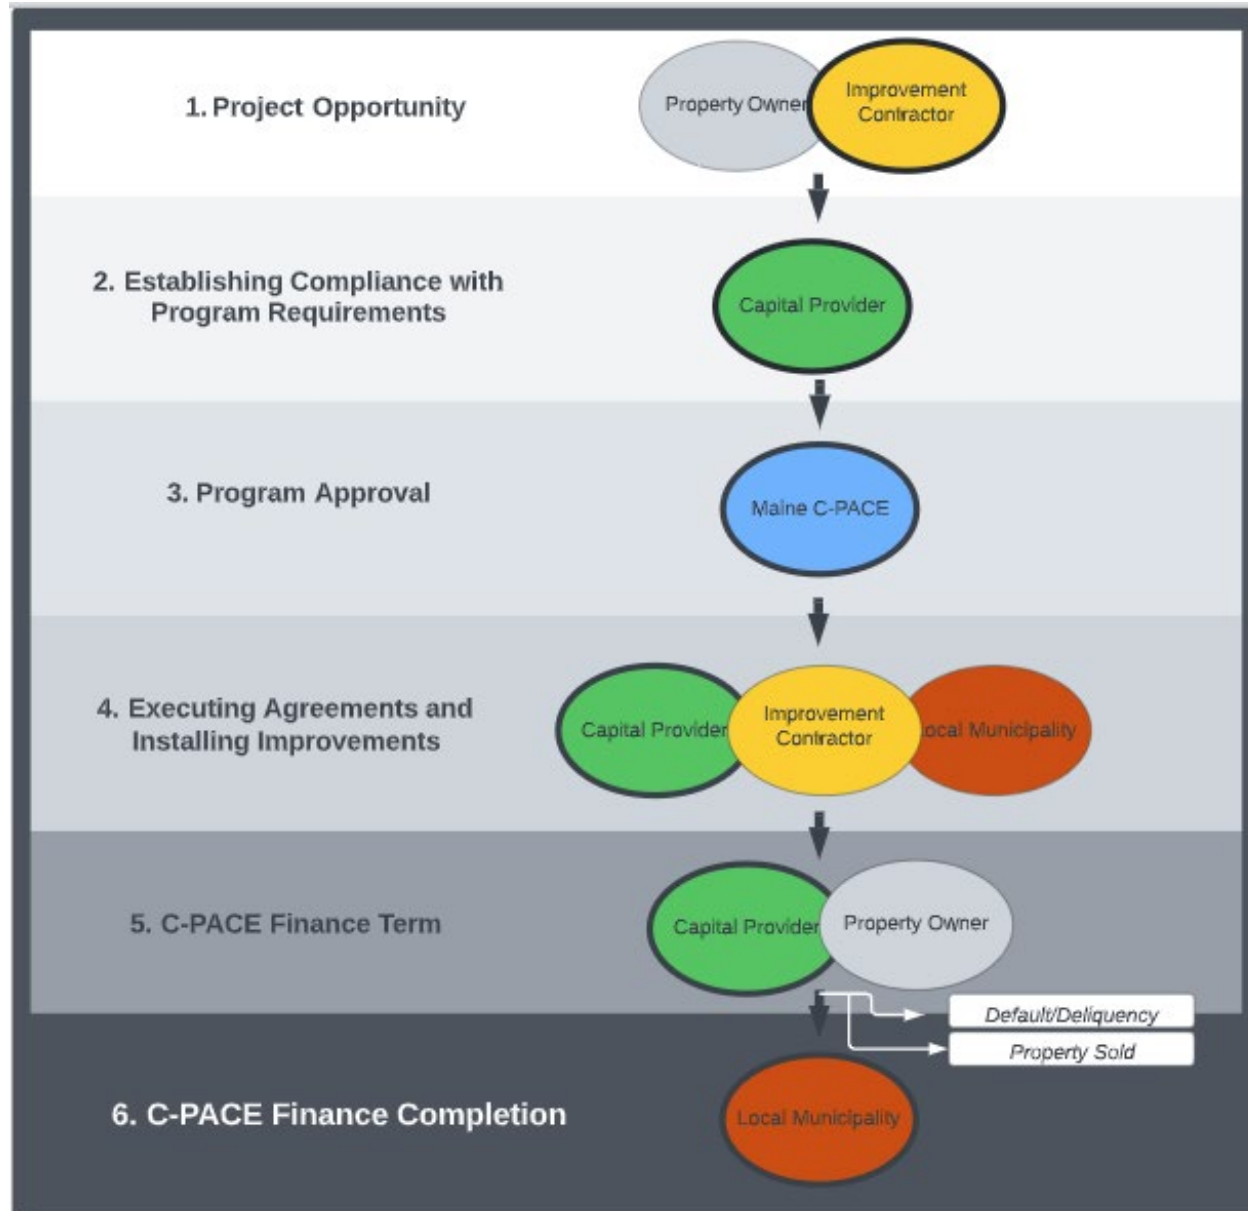 1. Project Opportunity
Property Owner
Improvement
Contractor
2. Establishing Compliance with
Program Requirements
Capital Provider
3. Program Approval
Maine C-PACE
4. Executing Agreements and
Installing Improvements
Capital Provider
Improvement
Contractor
Local Municipality
5. C-PACE Finance Term
Capital Provider
Property Owner
Default/Deliquency
Property Sold
6. C-PACE Finance Completion
Local Municipality